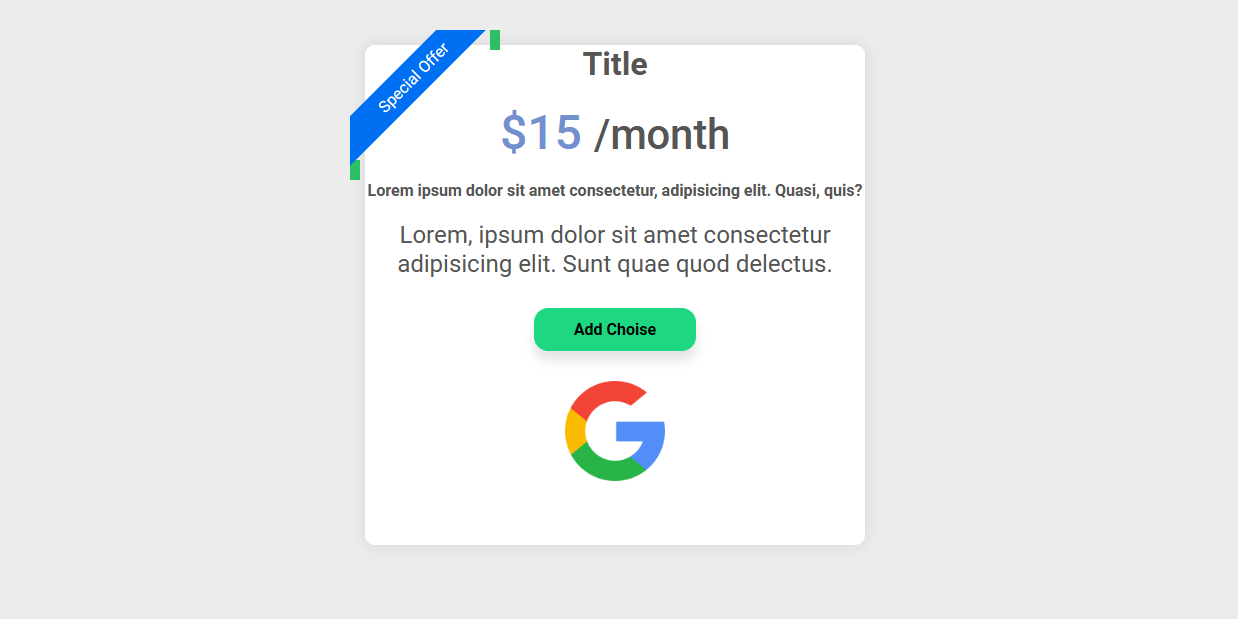 Special Offer
Title
$15 /month
Lorem ipsum dolor sit amet consectetur, adipisicing elit. Quasi, quis?
Lorem, ipsum dolor sit amet consectetur
adipisicing elit. Sunt quae quod delectus.
Add Choise